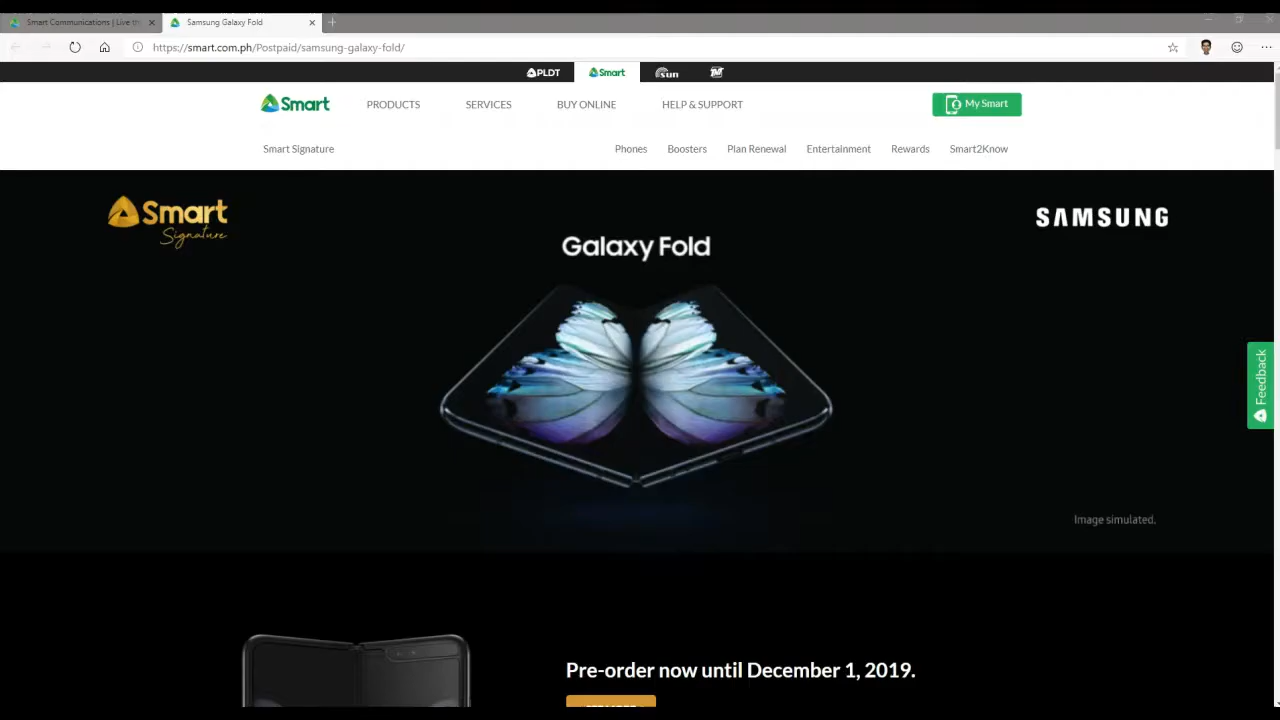 Smart Communications | Live th
Samsung Galaxy Fold
https://smart.com.ph/Postpaid/samsung-galaxy-fold/
PLDT
Smart
sun
TNT
Smart
PRODUCTS
SERVICES
BUY ONLINE
HELP & SUPPORT
My Smart
Smart Signature
Phones
Boosters
Plan Renewal
Entertainment
Rewards
Smart2Know
Smart
Signature
SAMSUNG
Galaxy Fold
Feedback
Image simulated.
Pre-order now until December 1, 2019.